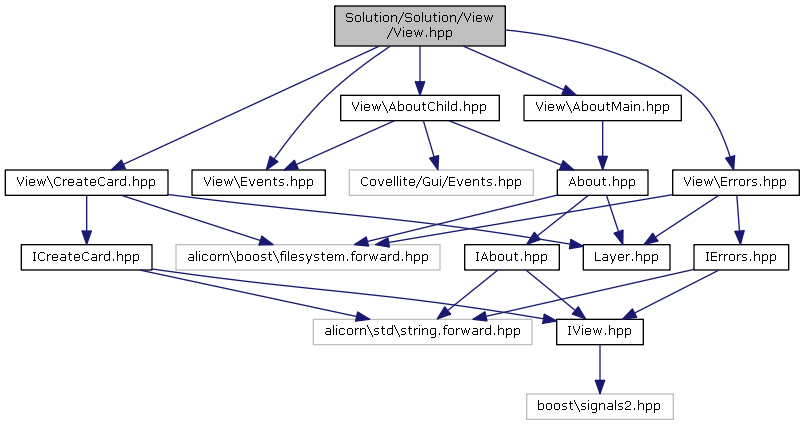 Solution/Solution/View
/View.hpp
View\AboutChild.hpp
View\AboutMain.hpp
View\CreateCard.hpp
View\Events.hpp
Covellite/Gui/Events.hpp
About.hpp
View\Errors.hpp
ICreateCard.hpp
alicorn\boost\filesystem.forward.hpp
IAbout.hpp
Layer.hpp
IErrors.hpp
alicorn\std\string.forward.hpp
IView.hpp
boost\signals2.hpp